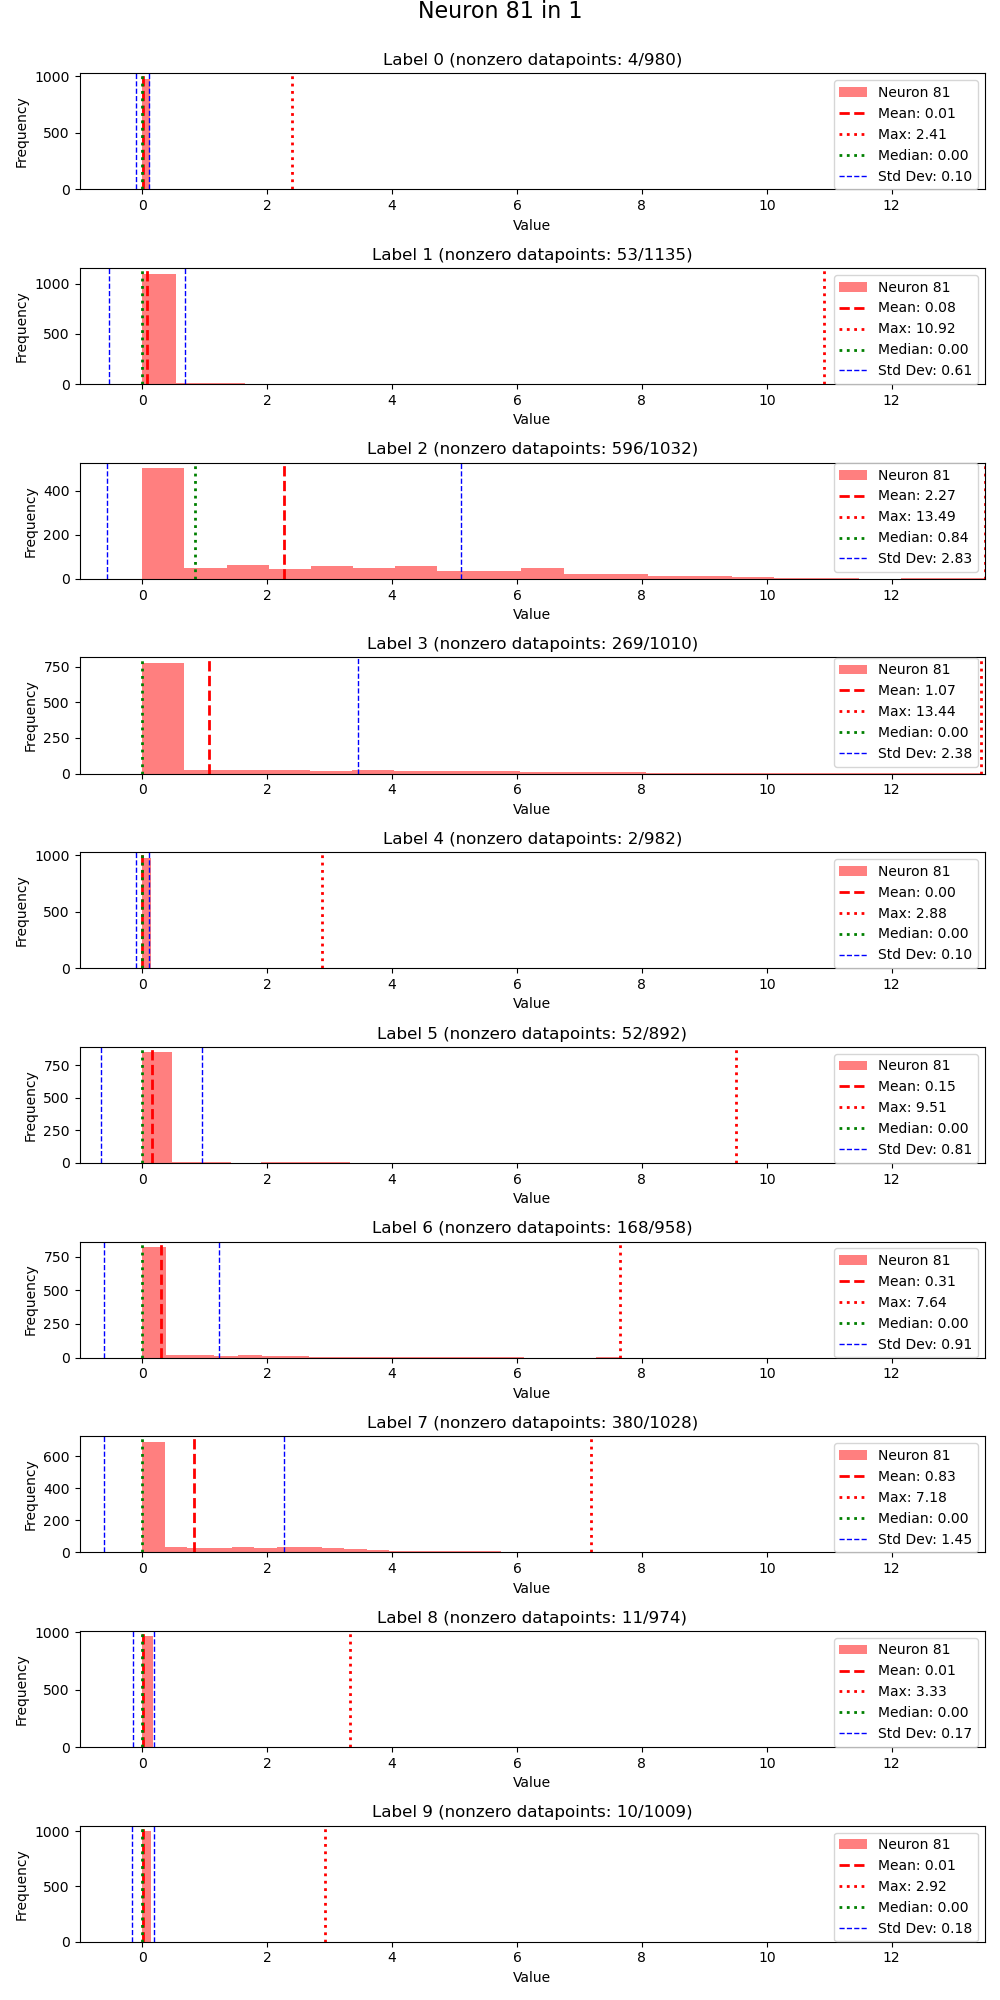 Neuron 81 in 1
Label 0 (nonzero datapoints: 4/980)
1000
500
0
Frequency
Neuron 81
Mean: 0.01
Max: 2.41
Median: 0.00
Std Dev: 0.10
0 2 4 6 8 10 12
Value
Label 1 (nonzero datapoints: 53/1135)
1000
500
0
Frequency
Neuron 81
Mean: 0.08
Max: 10.92
Median: 0.00
Std Dev: 0.61
0 2 4 6 8 10 12
Value
Label 2 (nonzero datapoints: 596/1032)
400
200
0
Frequency
Neuron 81
Mean: 2.27
Max: 13.49
Median: 0.84
Std Dev: 2.83
0 2 4 6 8 10 12
Value
Label 3 (nonzero datapoints: 269/1010)
750
500
250
0
Frequency
Neuron 81
Mean: 1.07
Max: 13.44
Median: 0.00
Std Dev: 2.38
0 2 4 6 8 10 12
Value
Label 4 (nonzero datapoints: 2/982)
1000
500
0
Frequency
Neuron 81
Mean: 0.00
Max: 2.88
Median: 0.00
Std Dev: 0.10
0 2 4 6 8 10 12
Value
Label 5 (nonzero datapoints: 52/892)
750
500
250
0
Frequency
Neuron 81
Mean: 0.15
Max: 9.51
Median: 0.00
Std Dev: 0.81
0 2 4 6 8 10 12
Value
Label 6 (nonzero datapoints: 168/958)
750
500
250
0
Frequency
Neuron 81
Mean: 0.31
Max: 7.64
Median: 0.00
Std Dev: 0.91
0 2 4 6 8 10 12
Value
Label 7 (nonzero datapoints: 380/1028)
600
400
200
0
Frequency
Neuron 81
Mean: 0.83
Max: 7.18
Median: 0.00
Std Dev: 1.45
0 2 4 6 8 10 12
Value
Label 8 (nonzero datapoints: 11/974)
1000
500
0
Frequency
Neuron 81
Mean: 0.01
Max: 3.33
Median: 0.00
Std Dev: 0.17
0 2 4 6 8 10 12
Value
Label 9 (nonzero datapoints: 10/1009)
1000
500
0
Frequency
Neuron 81
Mean: 0.01
Max: 2.92
Median: 0.00
Std Dev: 0.18
0 2 4 6 8 10 12
Value